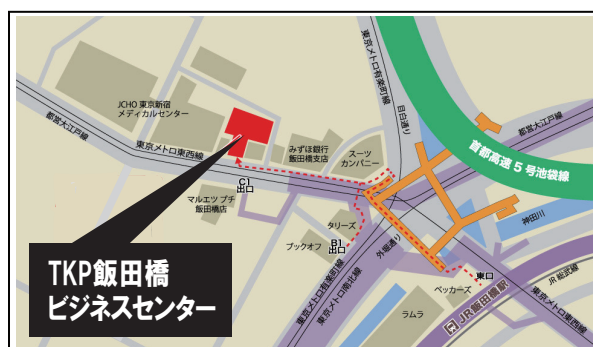 東京メトロ有楽町線
目白通り
都営大江戸線
首都高速5号池袋線
JCHO 東京新宿
メディカルセンター
都営大江戸線
東京メトロ東西線
みずほ銀行
飯田橋支店
スーツ
カンパニー
C1
出口
マルエツ プチ
飯田橋店
タリーズ
B1
出口
ブックオフ
外堀通り
神田川
東口
JR 総武線
ベッカーズ
東京メトロ有楽町線
東京メトロ南北線
ラムラ
JR飯田橋駅
東京メトロ東西線
TKP飯田橋
ビジネスセンター